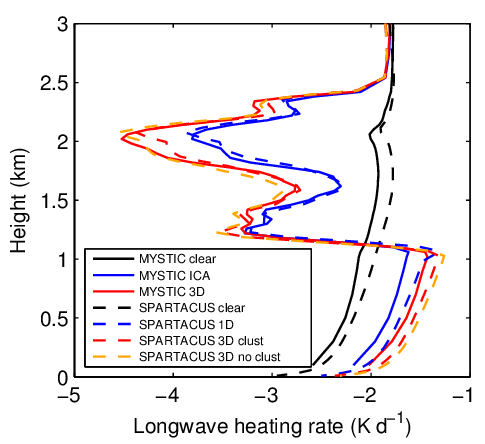 3
2.5
2
1.5
1
0.5
0
Height (km)
MYSTIC clear
MYSTIC ICA
MYSTIC 3D
SPARTACUS clear
SPARTACUS 1D
SPARTACUS 3D clust
SPARTACUS 3D no clust
−5 −4 −3 −2 −1
Longwave heating rate (K d⁻¹)